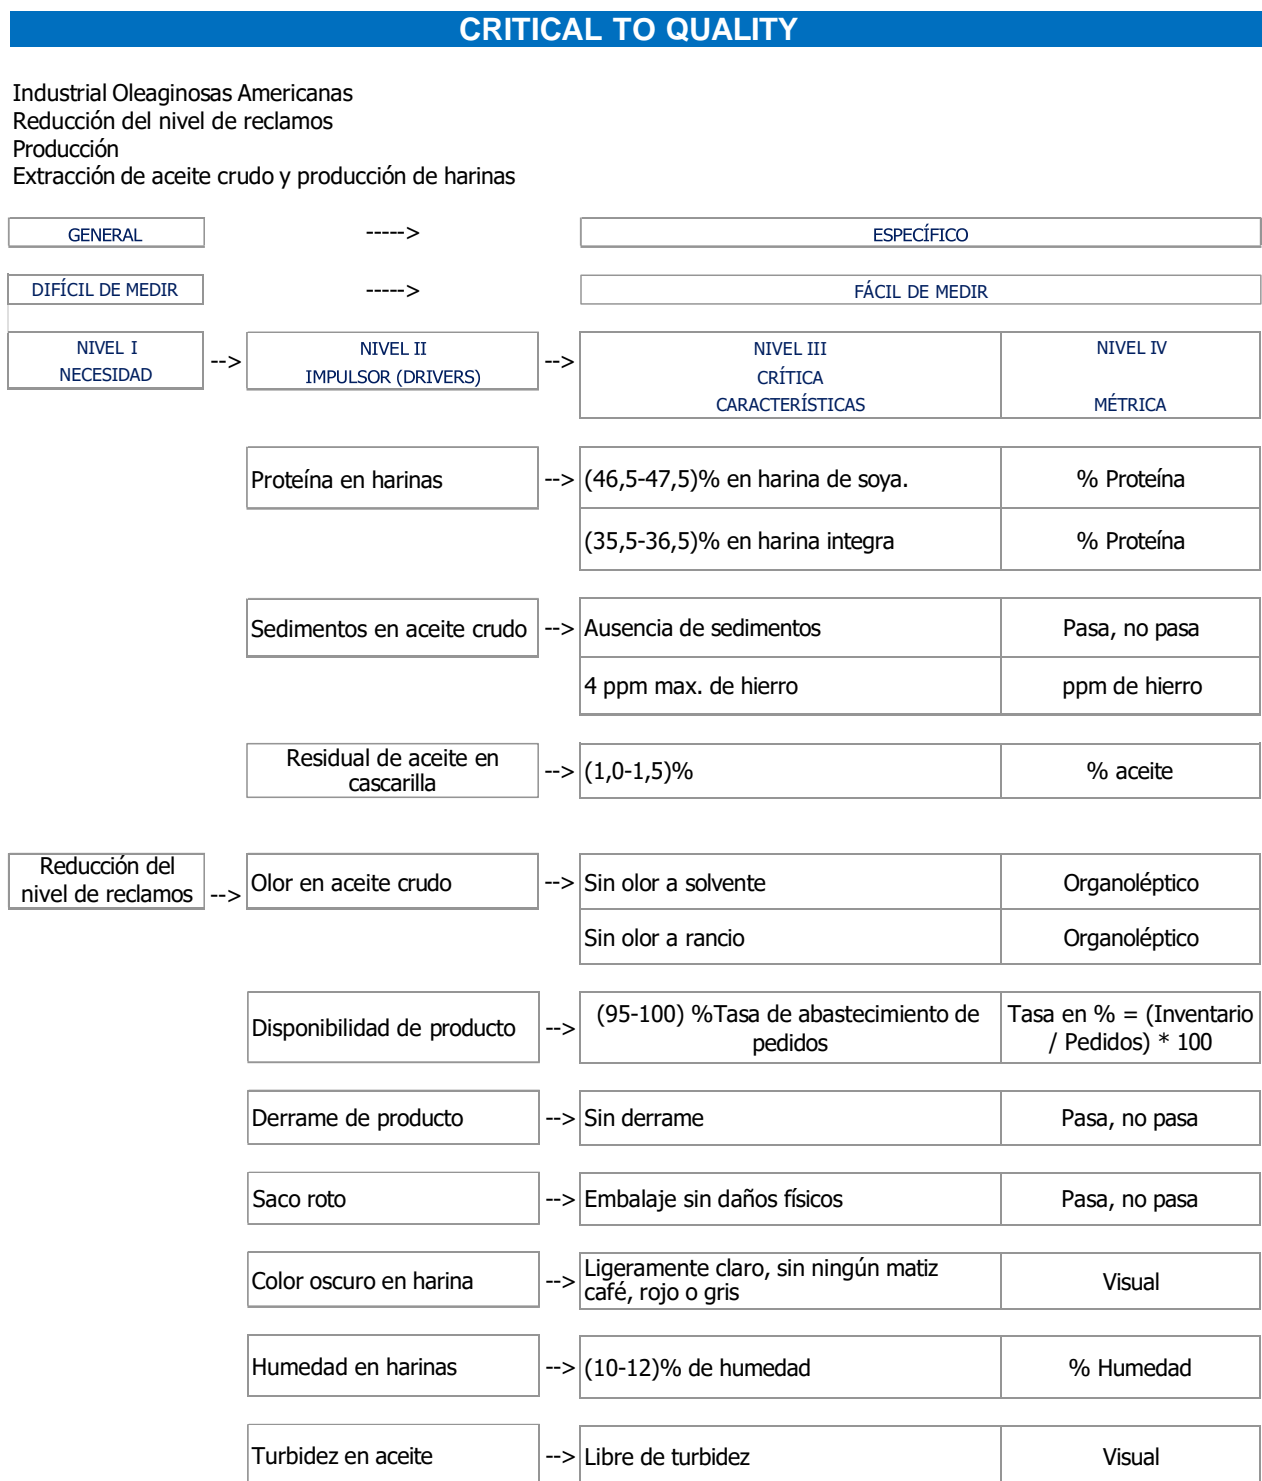 CRITICAL TO QUALITY
Industrial Oleaginosas Americanas
Reducción del nivel de reclamos
Producción
Extracción de aceite crudo y producción de harinas
GENERAL -----> ESPECÍFICO
DIFÍCIL DE MEDIR -----> FÁCIL DE MEDIR
NIVEL I
NECESIDAD
-->
NIVEL II
IMPULSOR (DRIVERS)
-->
NIVEL III
CRÍTICA
CARACTERÍSTICAS
NIVEL IV
MÉTRICA
Proteína en harinas --> (46,5-47,5)% en harina de soya. % Proteína
(35,5-36,5)% en harina integra % Proteína
Sedimentos en aceite crudo --> Ausencia de sedimentos Pasa, no pasa
4 ppm max. de hierro ppm de hierro
Residual de aceite en
cascarilla
--> (1,0-1,5)% % aceite
Reducción del
nivel de reclamos
--> Olor en aceite crudo --> Sin olor a solvente Organoléptico
Sin olor a rancio Organoléptico
Disponibilidad de producto -->
(95-100) %Tasa de abastecimiento de
pedidos
Tasa en % = (Inventario
/ Pedidos) * 100
Derrame de producto --> Sin derrame Pasa, no pasa
Saco roto --> Embalaje sin daños físicos Pasa, no pasa
Color oscuro en harina -->
Ligeramente claro, sin ningún matiz
café, rojo o gris
Visual
Humedad en harinas --> (10-12)% de humedad % Humedad
Turbidez en aceite --> Libre de turbidez Visual